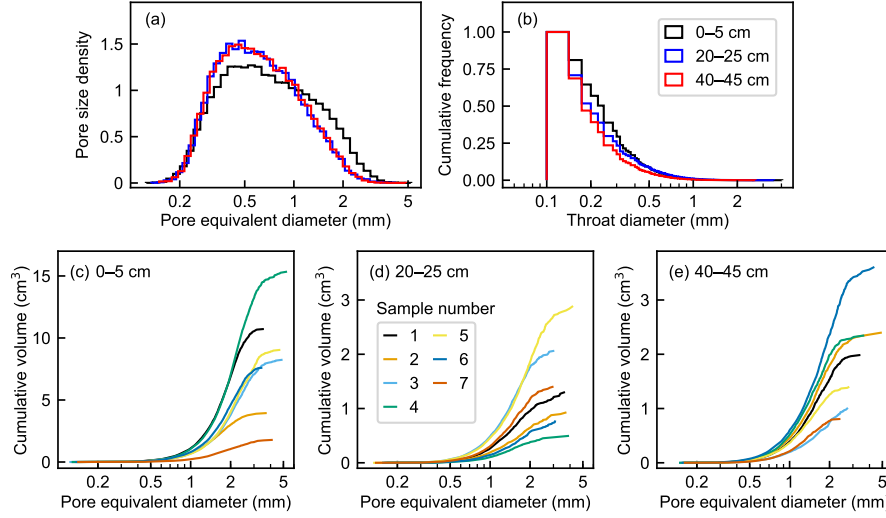 (a)
Pore size density
1.5
1
0.5
0
0.2
0.5
1
2
5
Pore equivalent diameter (mm)
(b)
Cumulative frequency
1.00
0.75
0.50
0.25
0.00
0.1
0.2
0.5
1
2
Throat diameter (mm)
0–5 cm
20–25 cm
40–45 cm
(c) 0–5 cm
Cumulative volume (cm³)
15
10
5
0
0.2
0.5
1
2
5
Pore equivalent diameter (mm)
(d) 20–25 cm
Cumulative volume (cm³)
3
2
1
0
0.2
0.5
1
2
5
Pore equivalent diameter (mm)
Sample number
1
2
3
4
5
6
7
(e) 40–45 cm
Cumulative volume (cm³)
3
2
1
0
0.2
0.5
1
2
5
Pore equivalent diameter (mm)